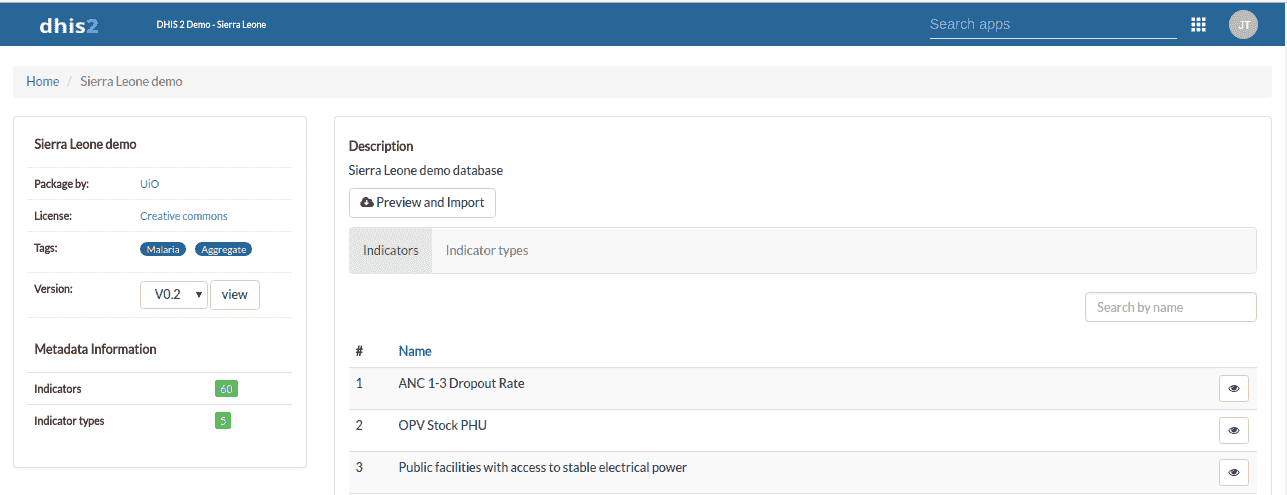 dhis2 DHIS 2 Demo - Sierra Leone Search apps JT
Home / Sierra Leone demo
Sierra Leone demo
Package by: UiO
License: Creative commons
Tags: Malaria Aggregate
Version: V0.2 view
Metadata Information
Indicators 60
Indicator types 5
Description
Sierra Leone demo database
Preview and Import
Indicators Indicator types
Search by name
# Name
1 ANC 1-3 Dropout Rate
2 OPV Stock PHU
3 Public facilities with access to stable electrical power